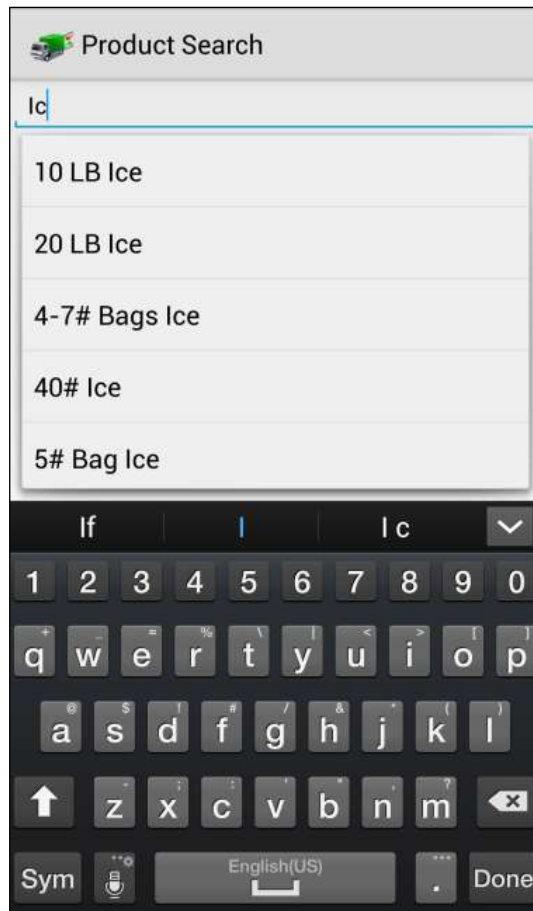 Product Search
Ic
10 LB Ice
20 LB Ice
4-7# Bags Ice
40# Ice
5# Bag Ice
If I I c
1 2 3 4 5 6 7 8 9 0
+ _ = % \ | < > [ ]
q w e r t y u i o p
@ $ ! # / & * ( )
a s d f g h j k l
- ; : ' " , ?
z x c v b n m
English(US)
Sym . Done